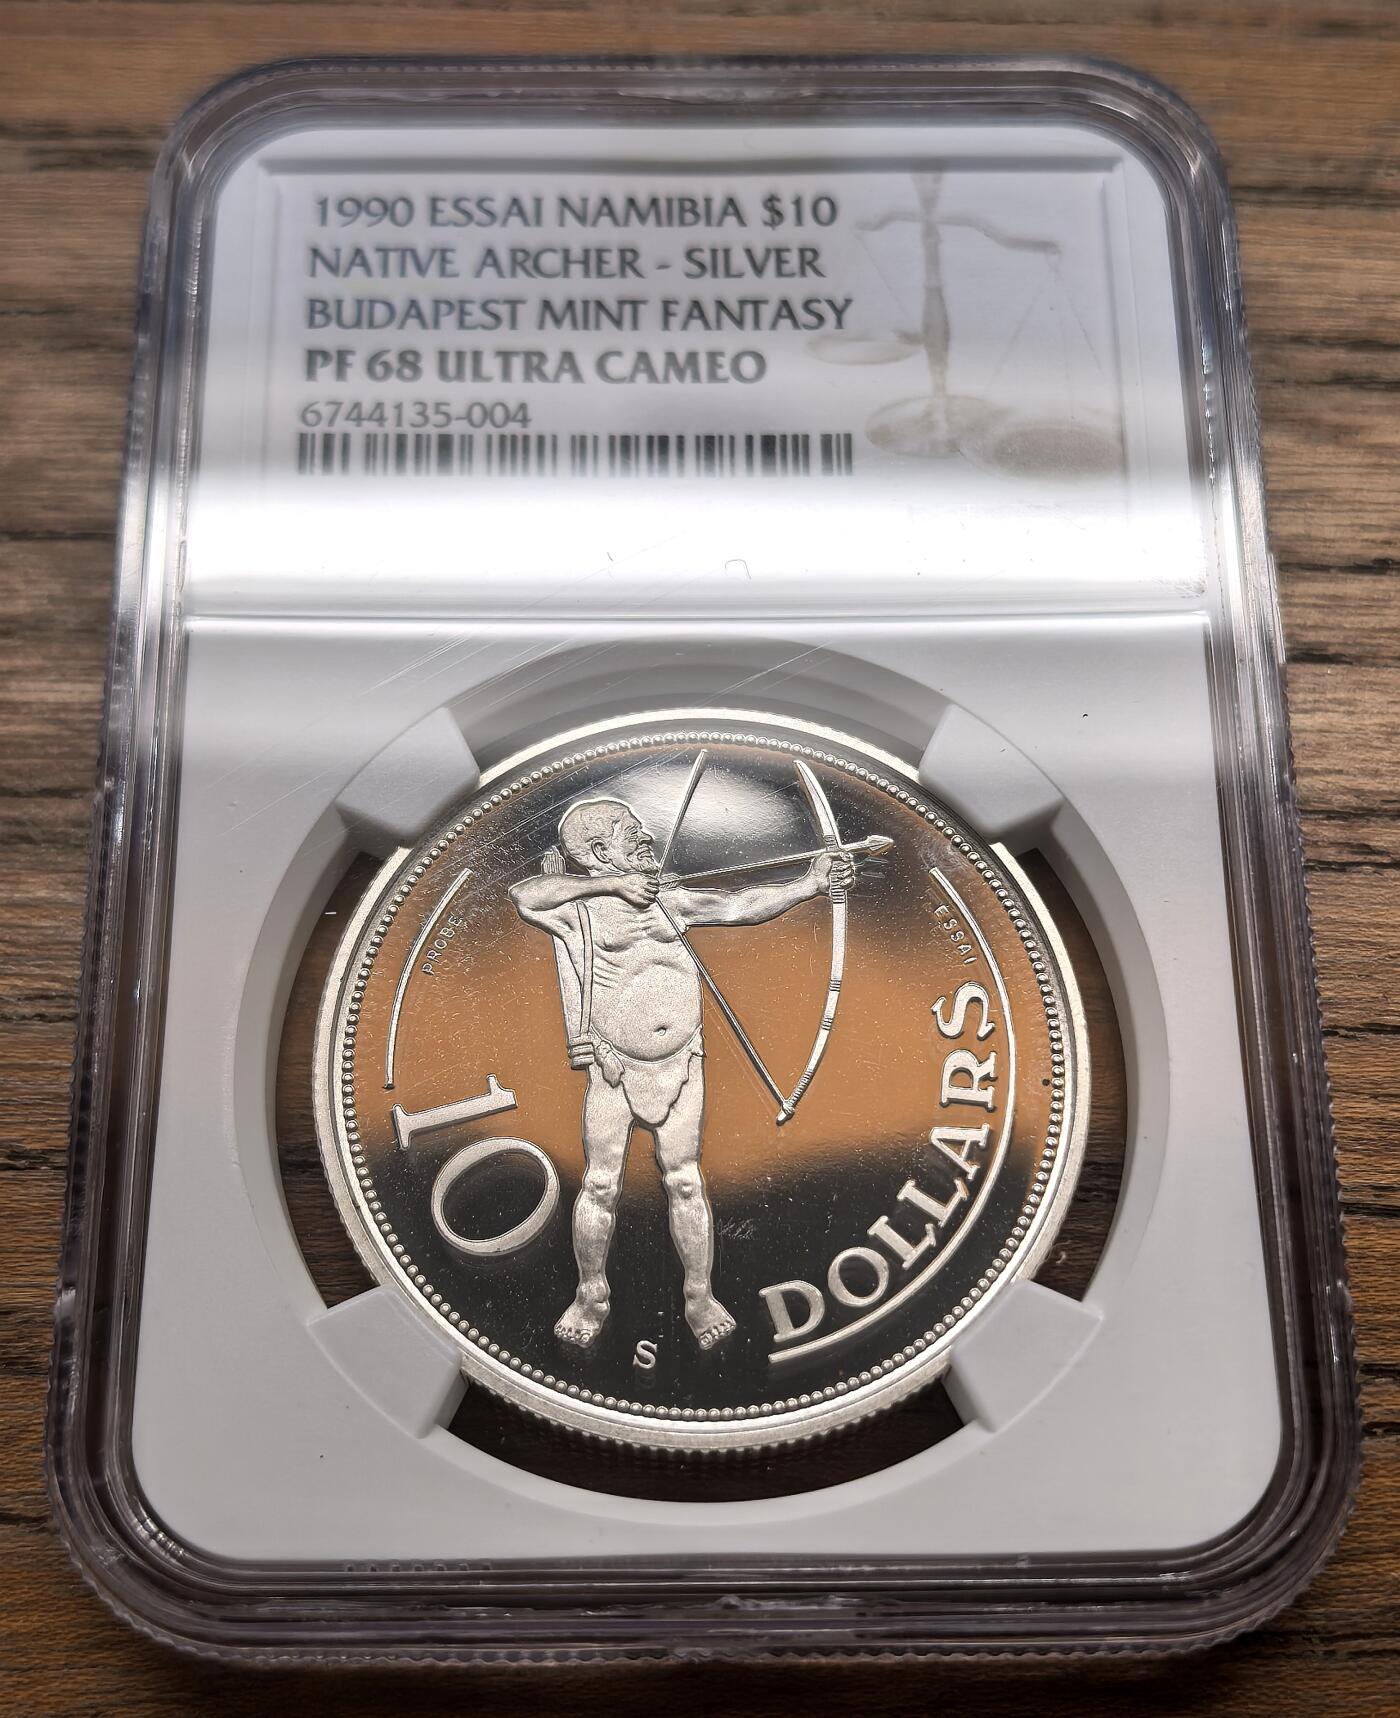 1990 ESSAI NAMIBIA $10
NATIVE ARCHER - SILVER
BUDAPEST MINT FANTASY
PF 68 ULTRA CAMEO
6744135-004
PROBE
ESSAI
10
DOLLARS
S